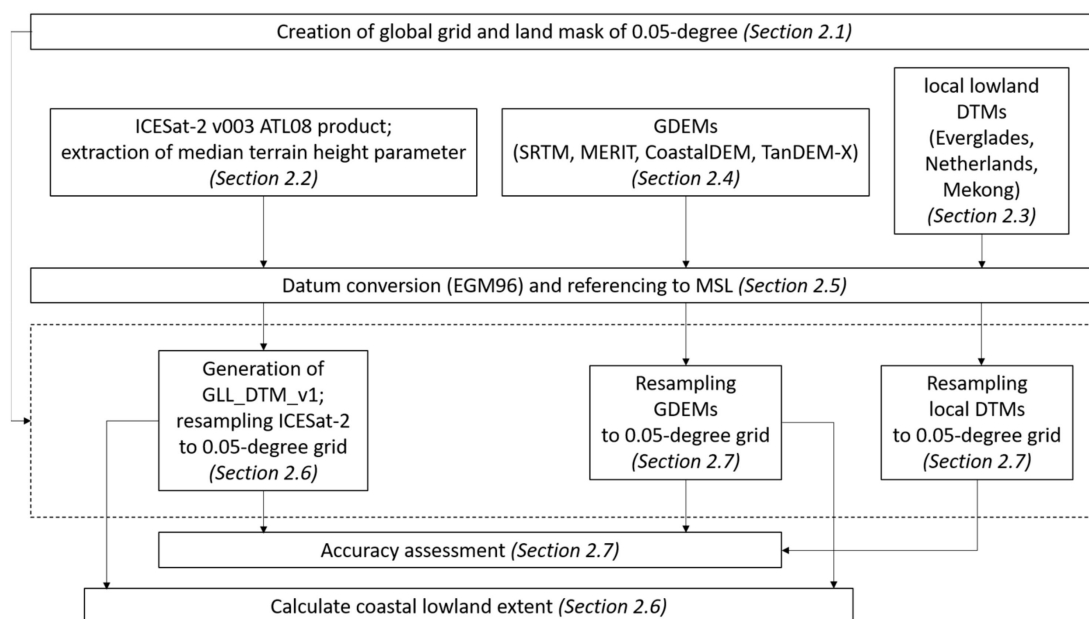 Creation of global grid and land mask of 0.05-degree (Section 2.1)
ICESat-2 v003 ATL08 product;
extraction of median terrain height parameter
(Section 2.2)
GDEMs
(SRTM, MERIT, CoastalDEM, TanDEM-X)
(Section 2.4)
local lowland
DTMs
(Everglades,
Netherlands,
Mekong)
(Section 2.3)
Datum conversion (EGM96) and referencing to MSL (Section 2.5)
Generation of
GLL_DTM_v1;
resampling ICESat-2
to 0.05-degree grid
(Section 2.6)
Resampling
GDEMs
to 0.05-degree grid
(Section 2.7)
Resampling
local DTMs
to 0.05-degree grid
(Section 2.7)
Accuracy assessment (Section 2.7)
Calculate coastal lowland extent (Section 2.6)